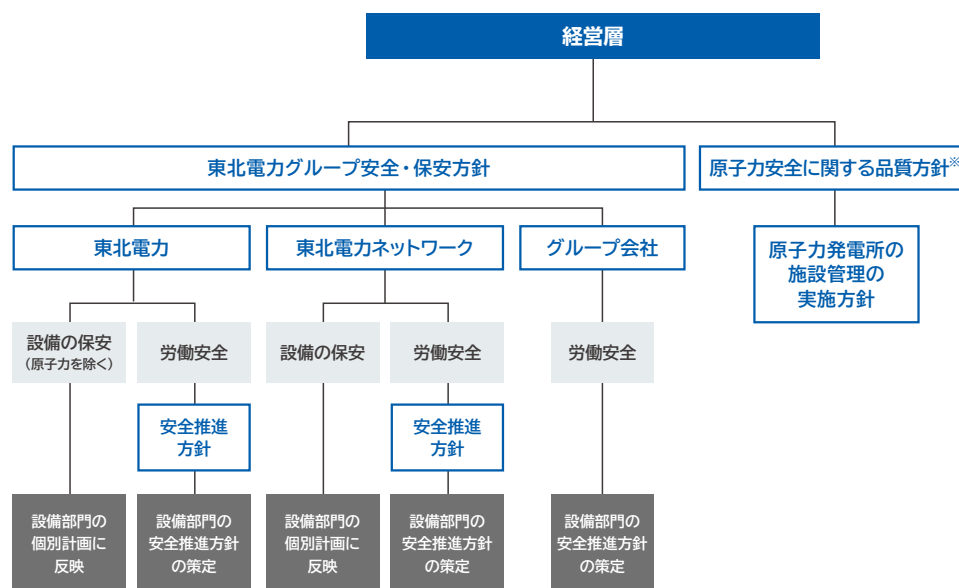 経営層
東北電力グループ安全・保安方針
原子力安全に関する品質方針※
東北電力
東北電力ネットワーク
グループ会社
原子力発電所の
施設管理の
実施方針
設備の保安
（原子力を除く）
労働安全
設備の保安
労働安全
労働安全
安全推進
方針
安全推進
方針
設備部門の
個別計画に
反映
設備部門の
安全推進方針
の策定
設備部門の
個別計画に
反映
設備部門の
安全推進方針
の策定
設備部門の
安全推進方針
の策定